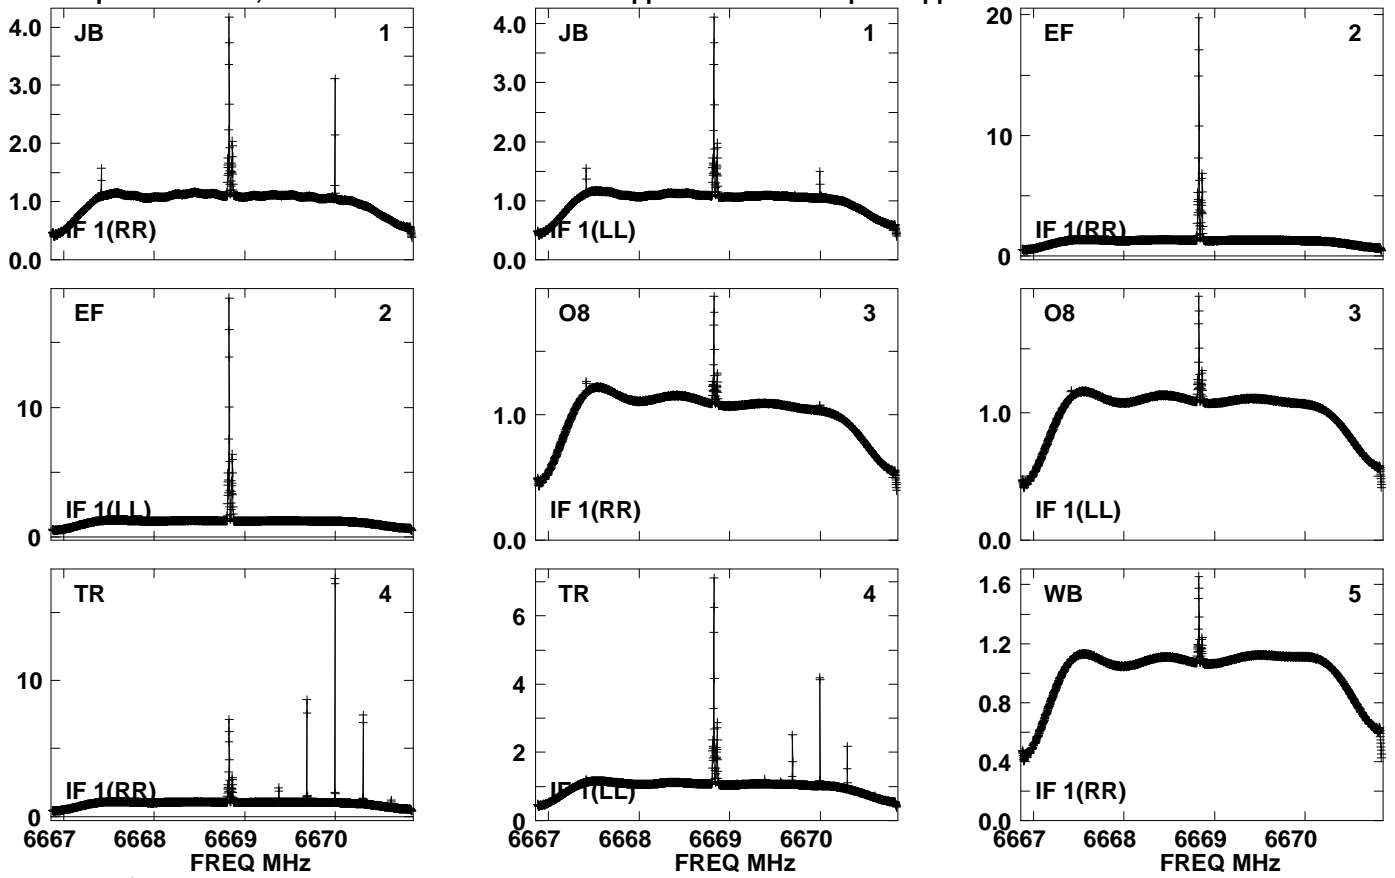 4.0 JB 1 4.0 JB 1 20 EF 2
3.0 3.0
2.0 2.0 10
1.0 1.0
IF 1(RR) IF 1(LL) IF 1(RR)
0.0 0.0 0
EF 2 O8 3 O8 3
10 1.0 1.0
IF 1(LL) IF 1(RR) IF 1(LL)
0 0.0 0.0
TR 4 TR 4 WB 5
1.6
6
10 4 1.2
0.8
2
IF 1(RR) IF 1(LL) 0.4 IF 1(RR)
0 0 0.0
6667 6668 6669 6670 6667 6668 6669 6670 6667 6668 6669 6670
FREQ MHz FREQ MHz FREQ MHz